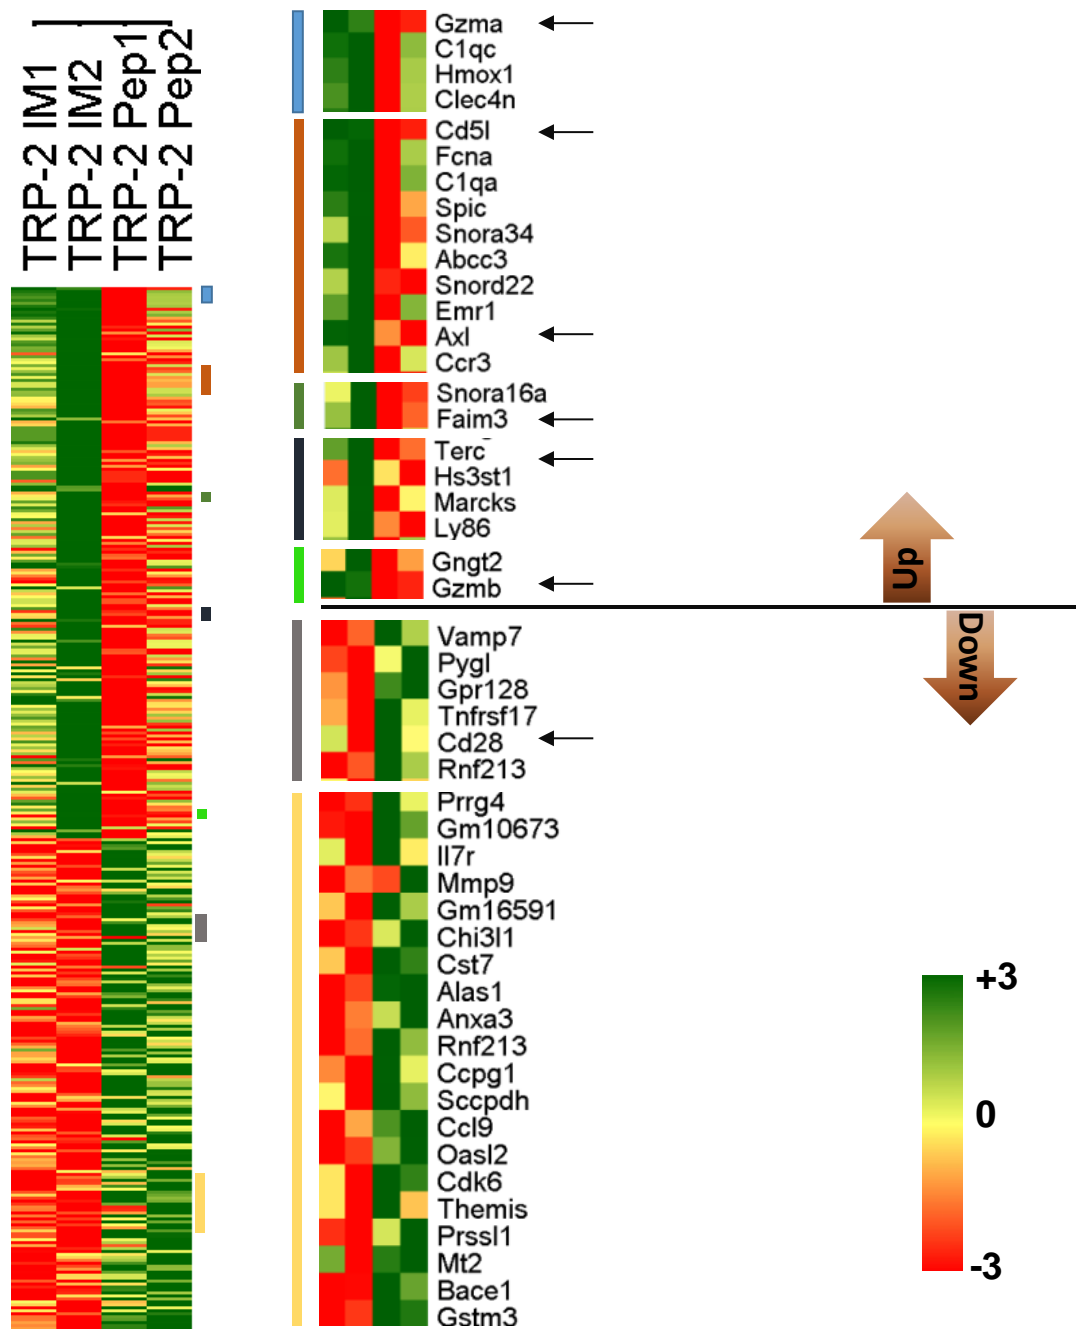 TRP-2 IM1
TRP-2 IM2
TRP-2 Pep1
TRP-2 Pep2
Gzma
C1qc
Hmox1
Clec4n
Cd5l
Fcna
C1qa
Spic
Snora34
Abcc3
Snord22
Emr1
Axl
Ccr3
Snora16a
Faim3
Terc
Hs3st1
Marcks
Ly86
Gngt2
Gzmb
Up
Down
Vamp7
Pygl
Gpr128
Tnfrsf17
Cd28
Rnf213
Prrg4
Gm10673
Il7r
Mmp9
Gm16591
Chi3l1
Cst7
Alas1
Anxa3
Rnf213
Ccpg1
Sccpdh
Ccl9
Oasl2
Cdk6
Themis
Prssl1
Mt2
Bace1
Gstm3
+3
0
-3